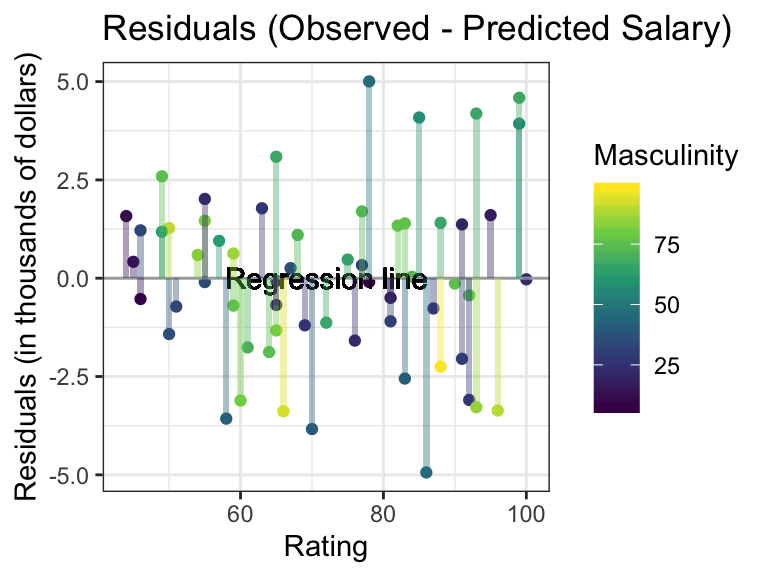 Residuals (Observed - Predicted Salary)
Residuals (in thousands of dollars)
5.0
2.5
0.0
-2.5
-5.0
Regression line
60
80
100
Rating
Masculinity
75
50
25